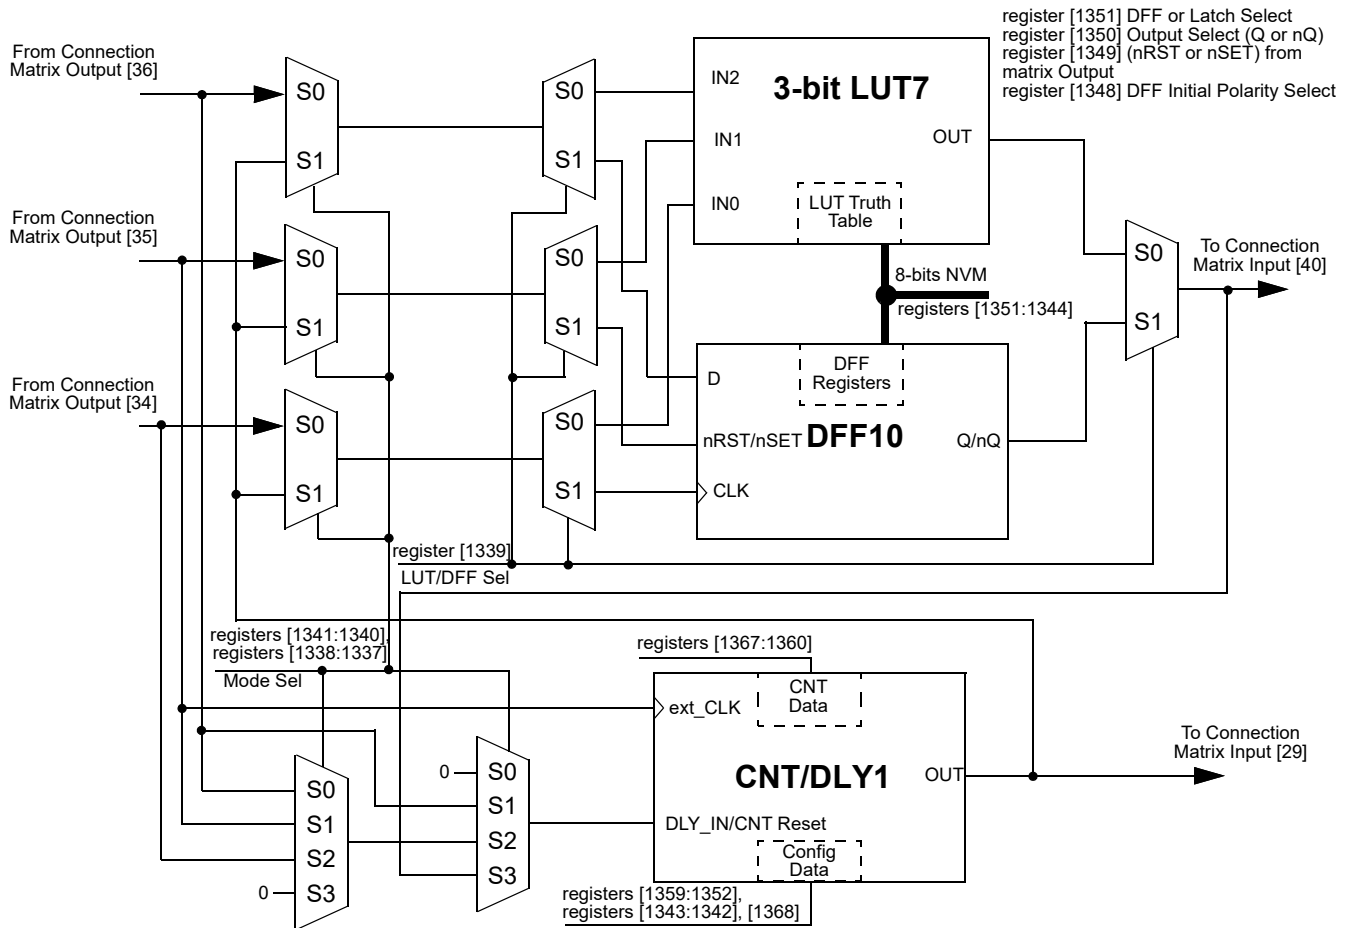 register [1351] DFF or Latch Select
register [1350] Output Select (Q or nQ)
register [1349] (nRST or nSET) from
matrix Output
register [1348] DFF Initial Polarity Select
From Connection
Matrix Output [36]
S0
S1
S0
S1
IN2
IN1
IN0
3-bit LUT7
OUT
LUT Truth
Table
From Connection
Matrix Output [35]
S0
S1
S0
S1
8-bits NVM
registers [1351:1344]
S0
S1
To Connection
Matrix Input [40]
From Connection
Matrix Output [34]
S0
S1
S0
S1
D
nRST/nSET
CLK
DFF
Registers
DFF10
Q/nQ
register [1339]
LUT/DFF Sel
registers [1341:1340],
registers [1338:1337]
Mode Sel
registers [1367:1360]
ext_CLK
CNT
Data
CNT/DLY1
OUT
DLY_IN/CNT Reset
Config
Data
To Connection
Matrix Input [29]
S0
S1
S2
S3
0
0
S0
S1
S2
S3
registers [1359:1352],
registers [1343:1342], [1368]